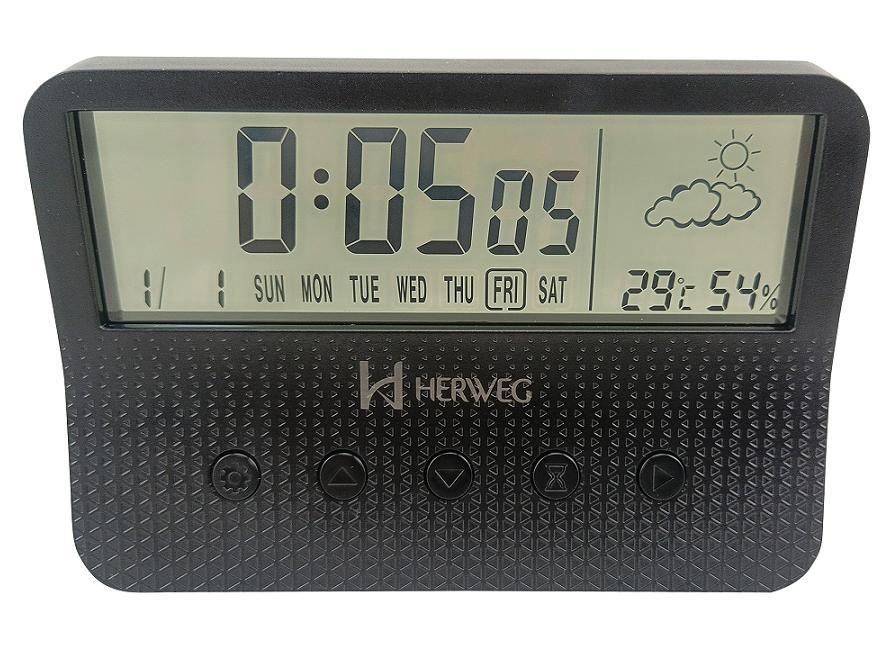 0:05 05
1/ 1 SUN MON TUE WED THU FRI SAT 29°C 54%
HERWEG